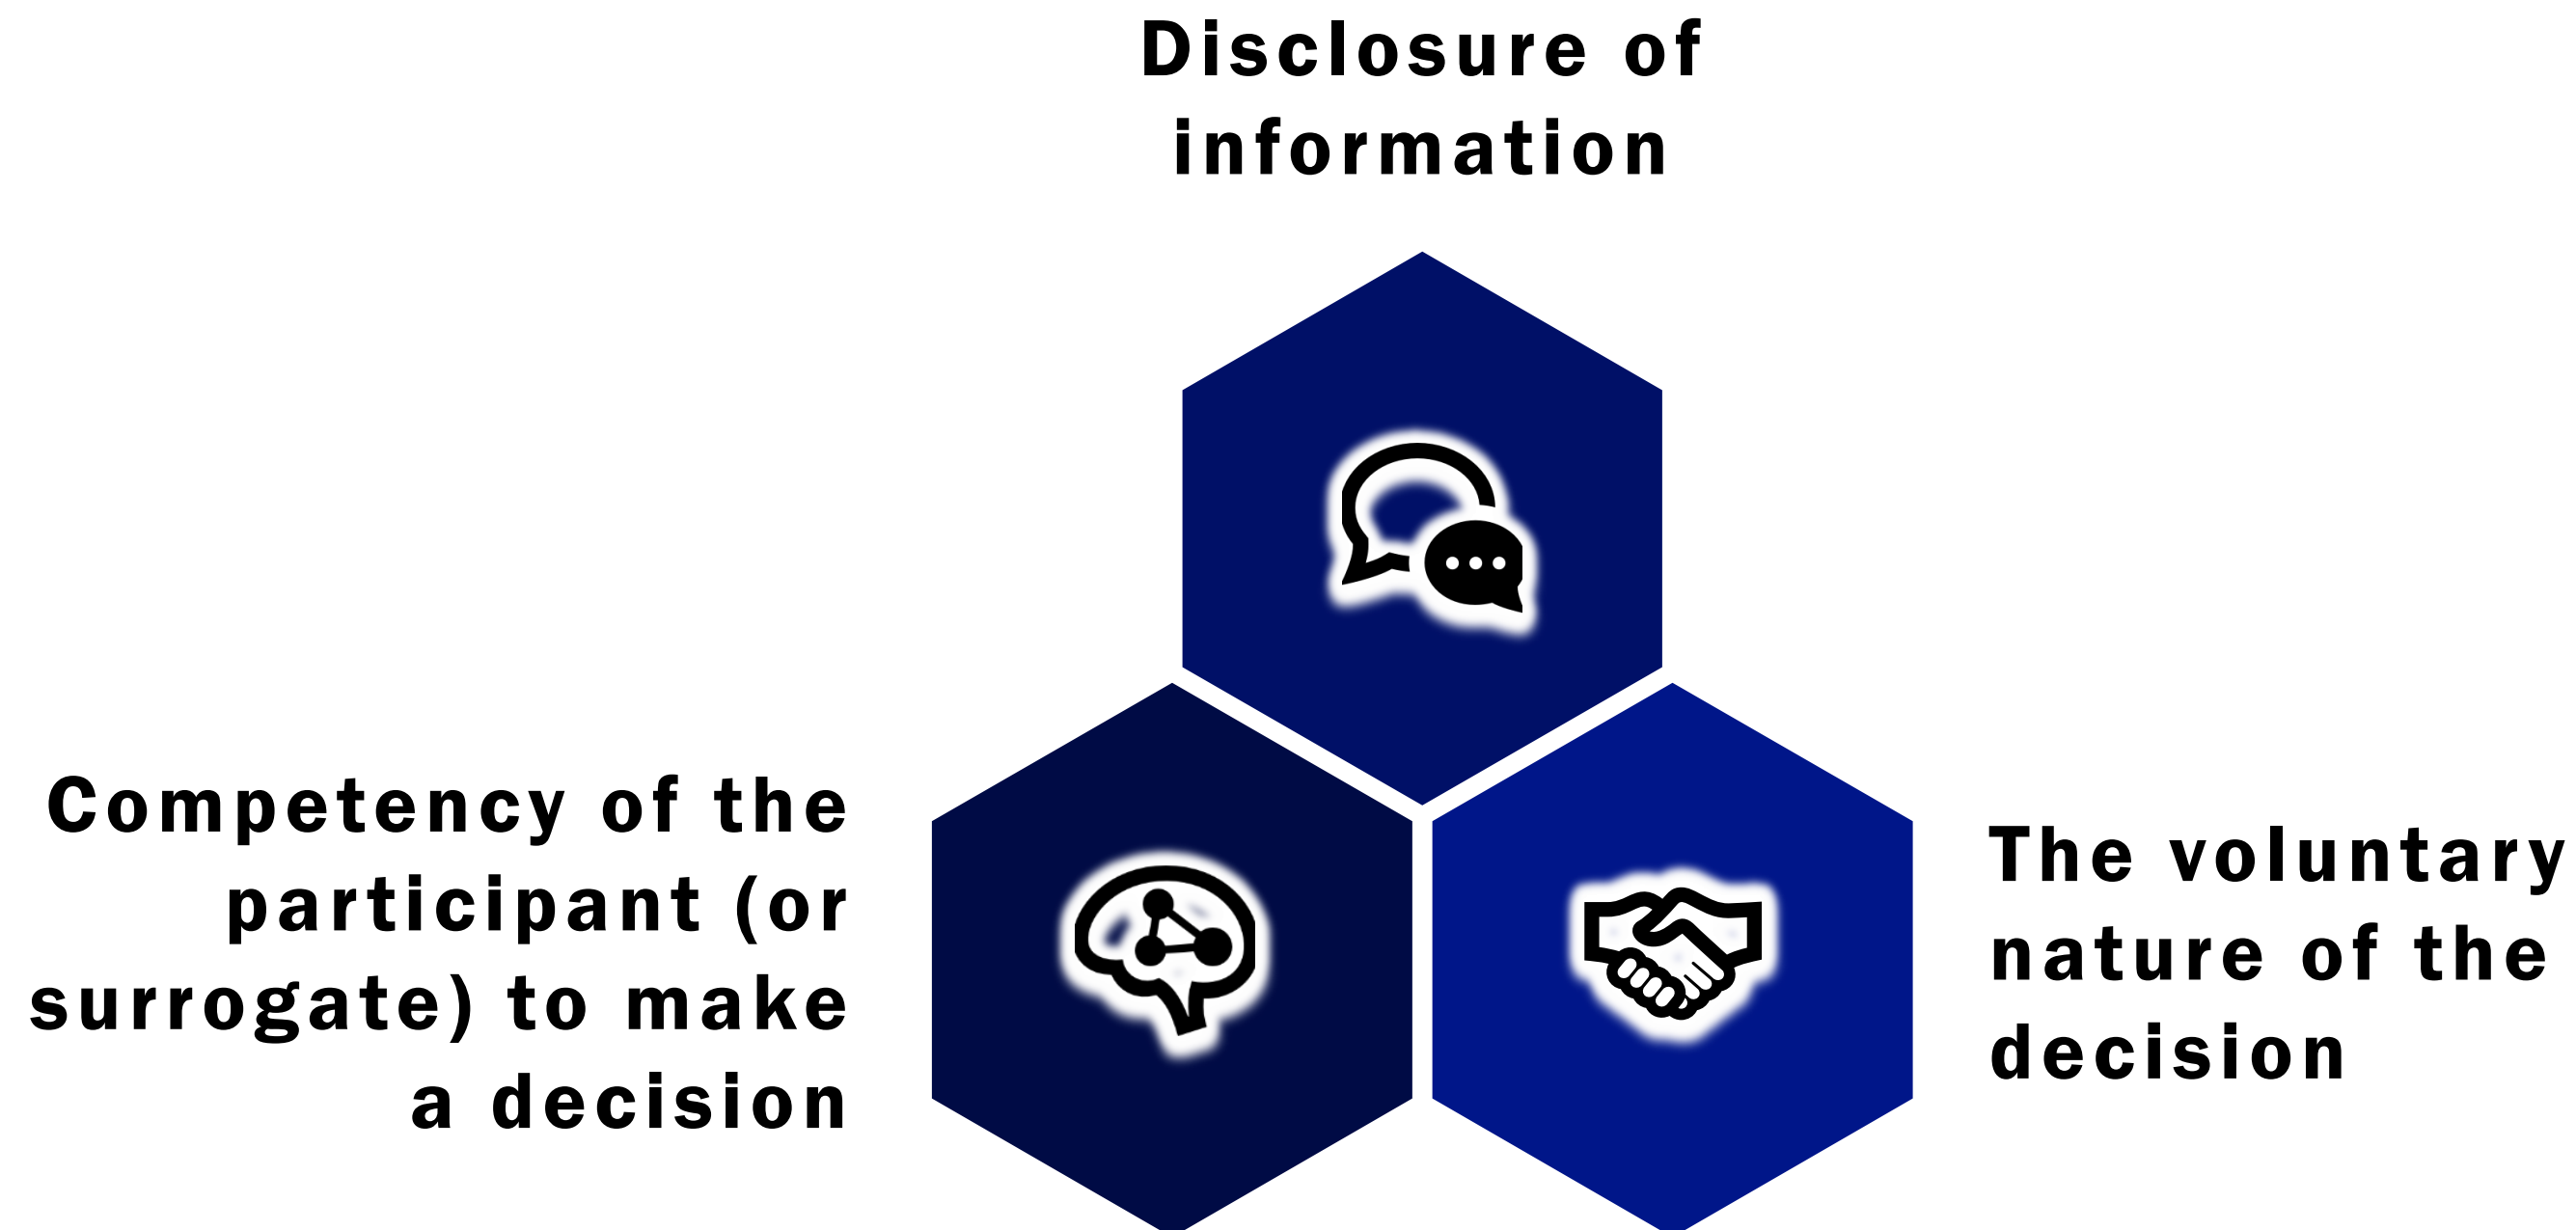 Disclosure of
information
Competency of the
participant (or
surrogate) to make
a decision
The voluntary
nature of the
decision